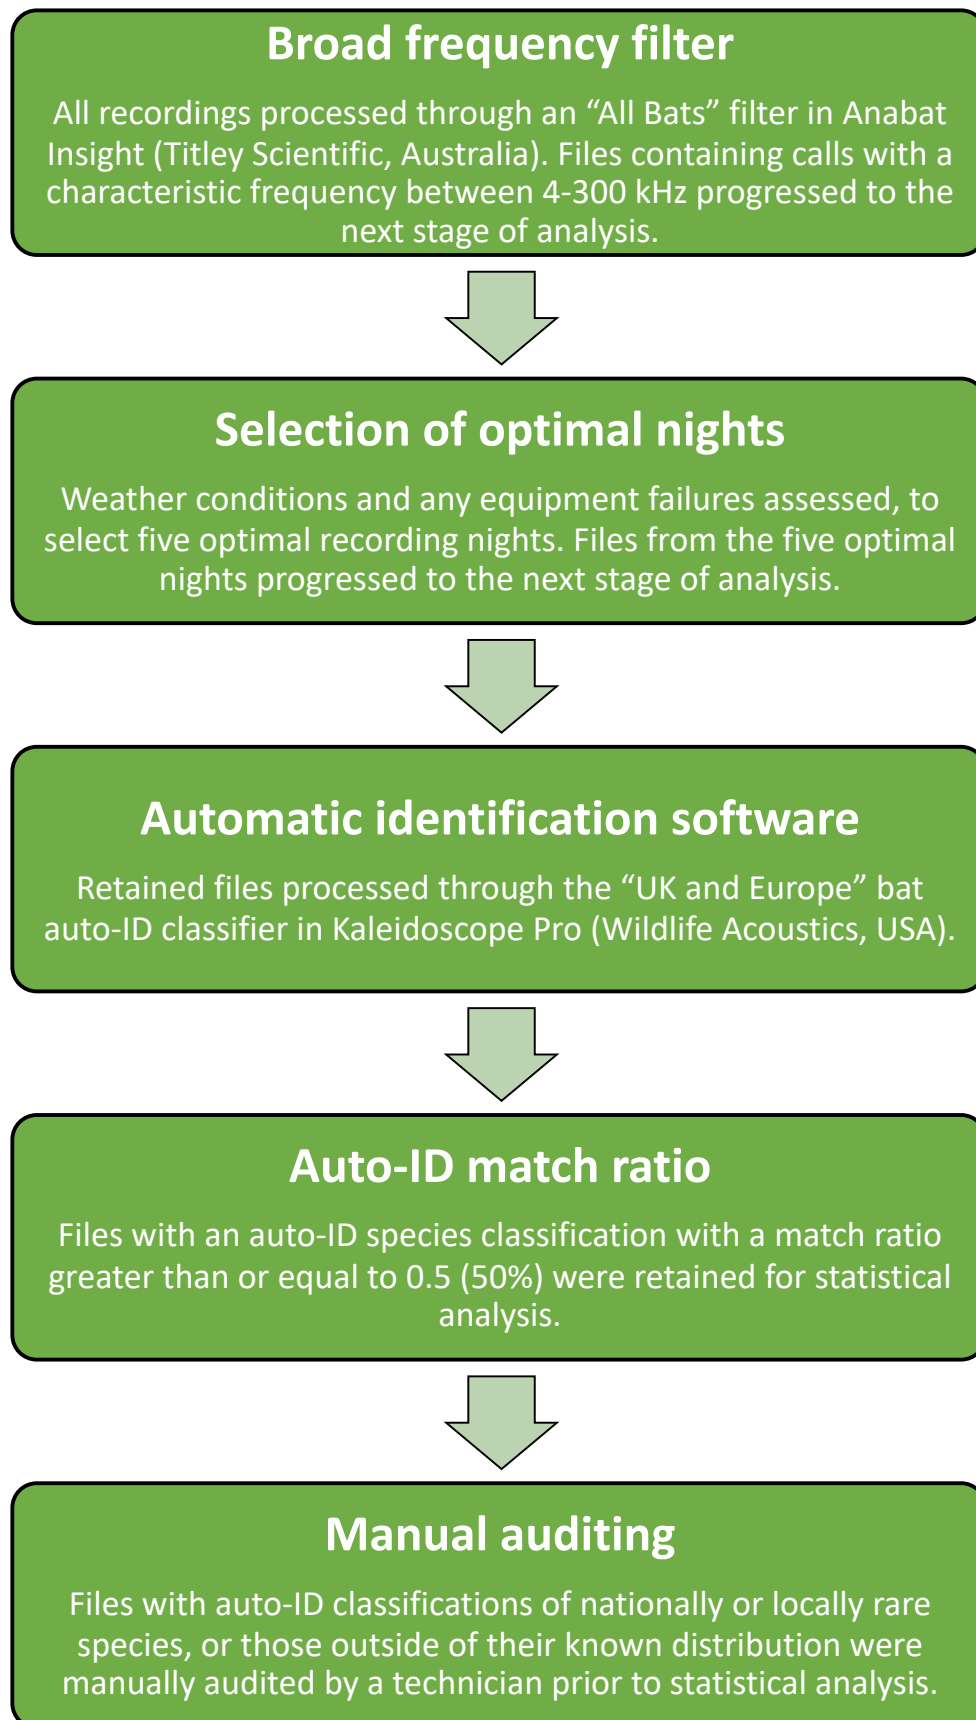 Broad frequency filter
All recordings processed through an “All Bats” filter in Anabat
Insight (Titley Scientific, Australia). Files containing calls with a
characteristic frequency between 4-300 kHz progressed to the
next stage of analysis.
Selection of optimal nights
Weather conditions and any equipment failures assessed, to
select five optimal recording nights. Files from the five optimal
nights progressed to the next stage of analysis.
Automatic identification software
Retained files processed through the “UK and Europe” bat
auto-ID classifier in Kaleidoscope Pro (Wildlife Acoustics, USA).
Auto-ID match ratio
Files with an auto-ID species classification with a match ratio
greater than or equal to 0.5 (50%) were retained for statistical
analysis.
Manual auditing
Files with auto-ID classifications of nationally or locally rare
species, or those outside of their known distribution were
manually audited by a technician prior to statistical analysis.